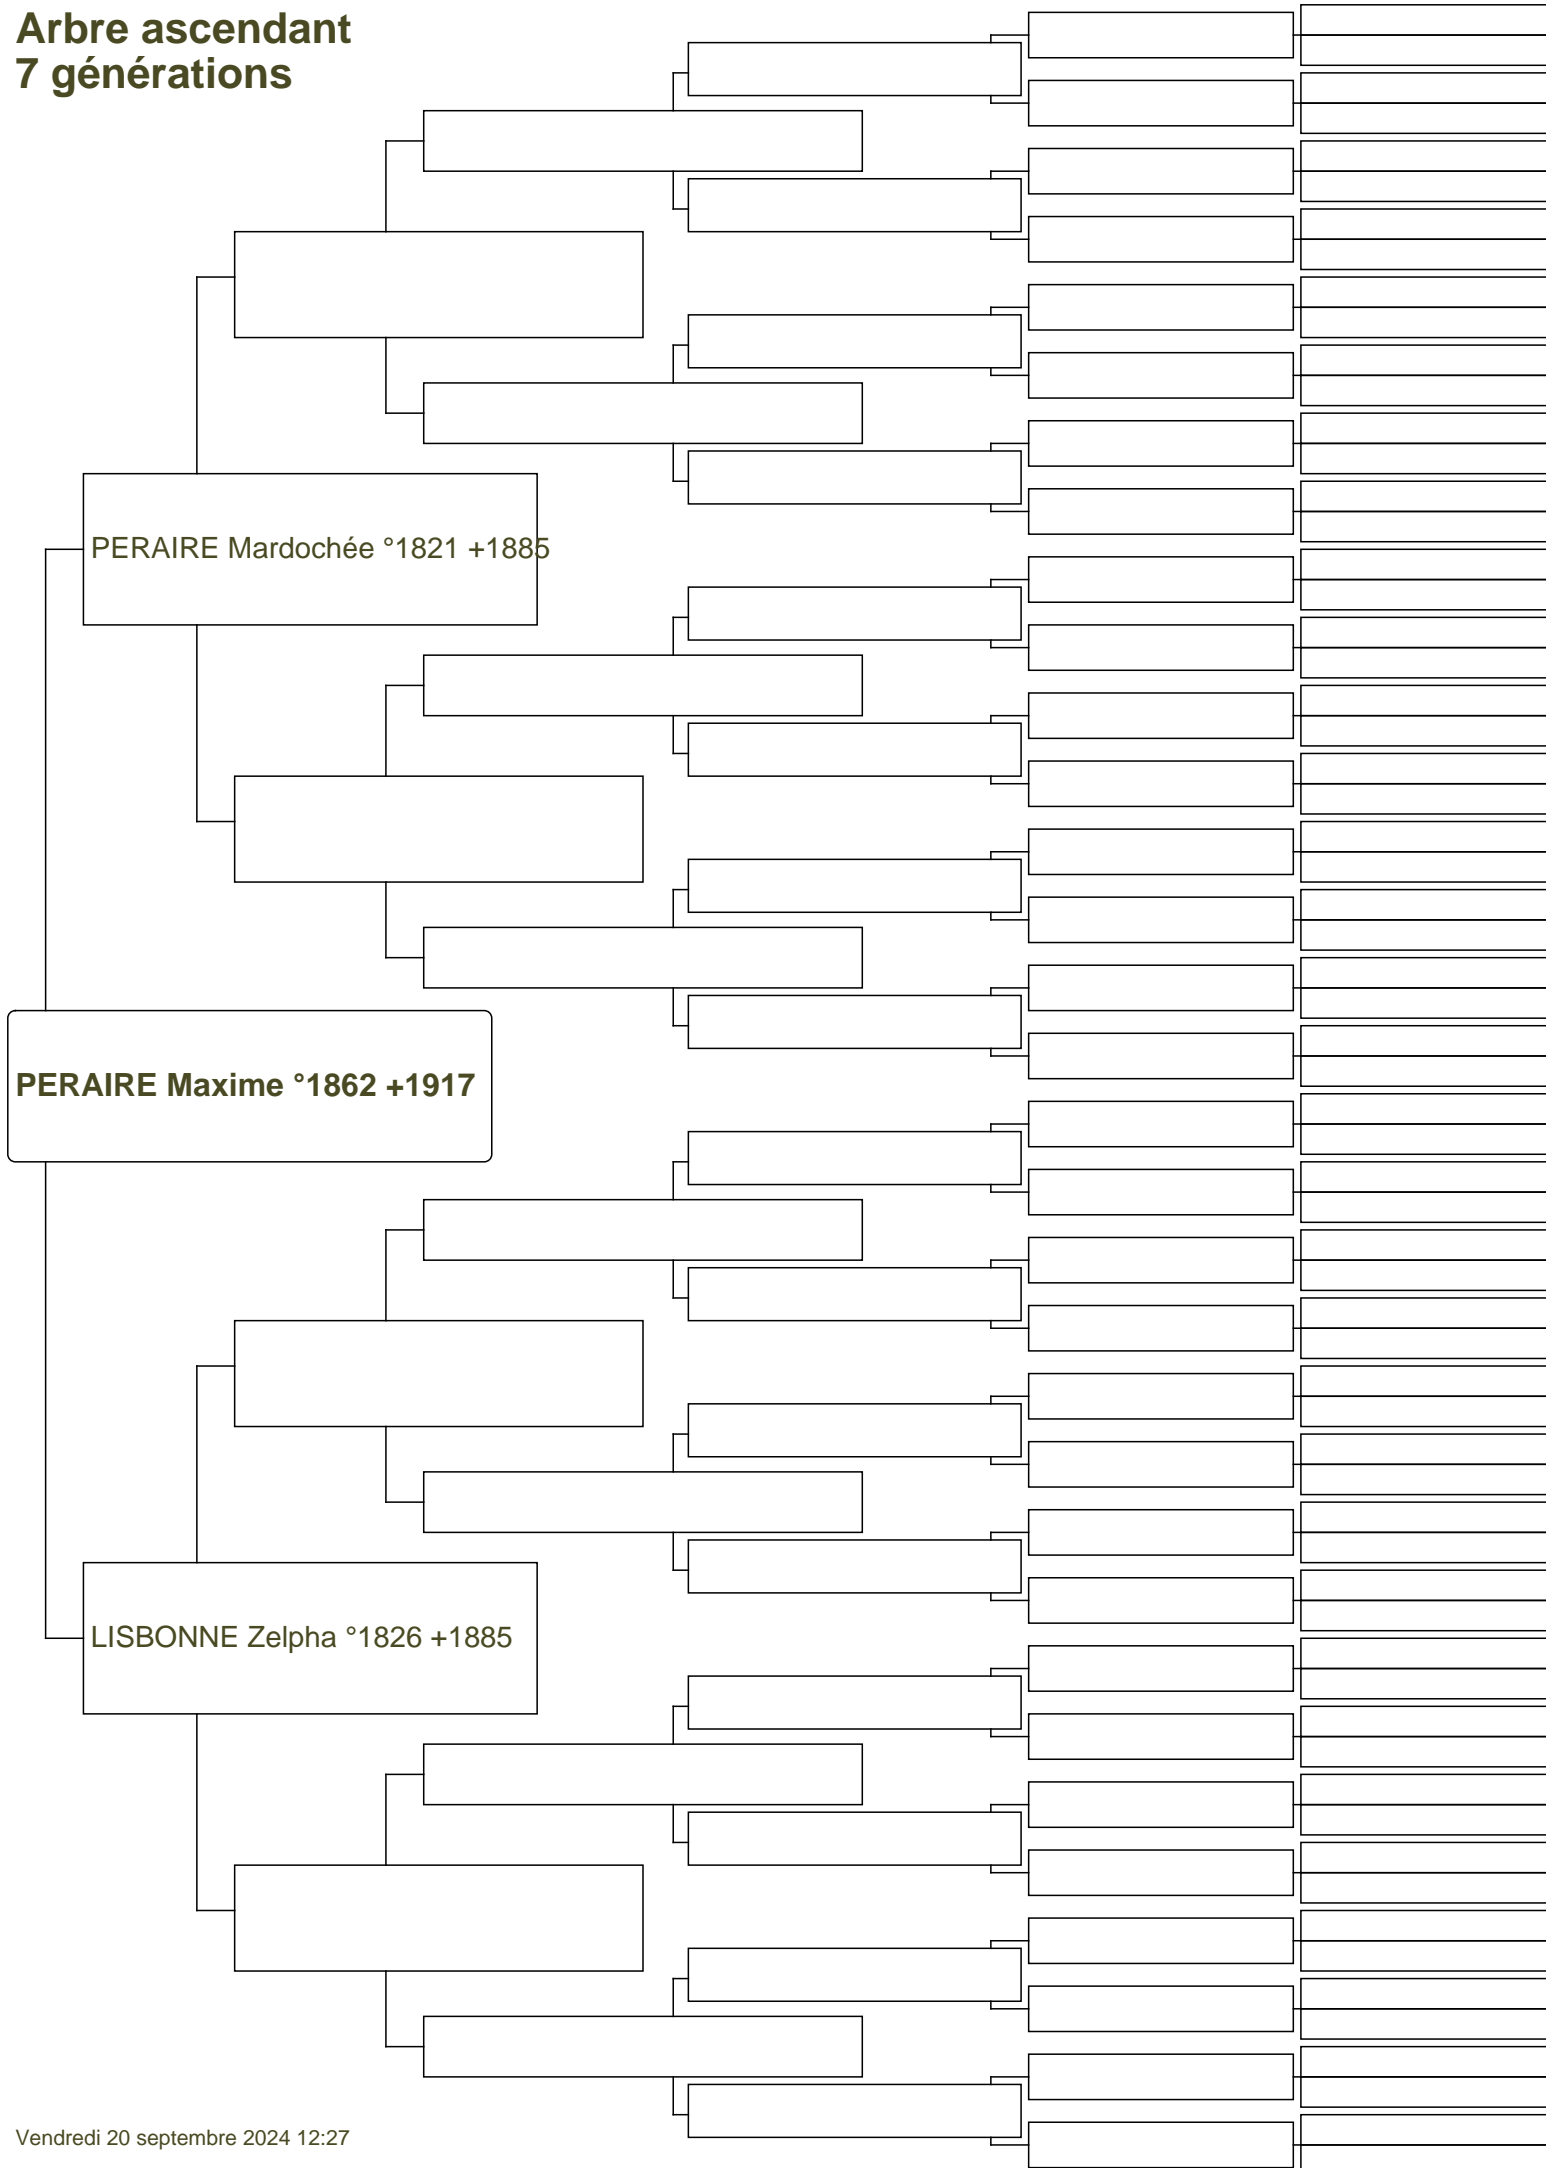 Arbre ascendant
7 générations
PERAIRE Mardochée °1821 +1885
PERAIRE Maxime °1862 +1917
LISBONNE Zelpha °1826 +1885
Vendredi 20 septembre 2024 12:27